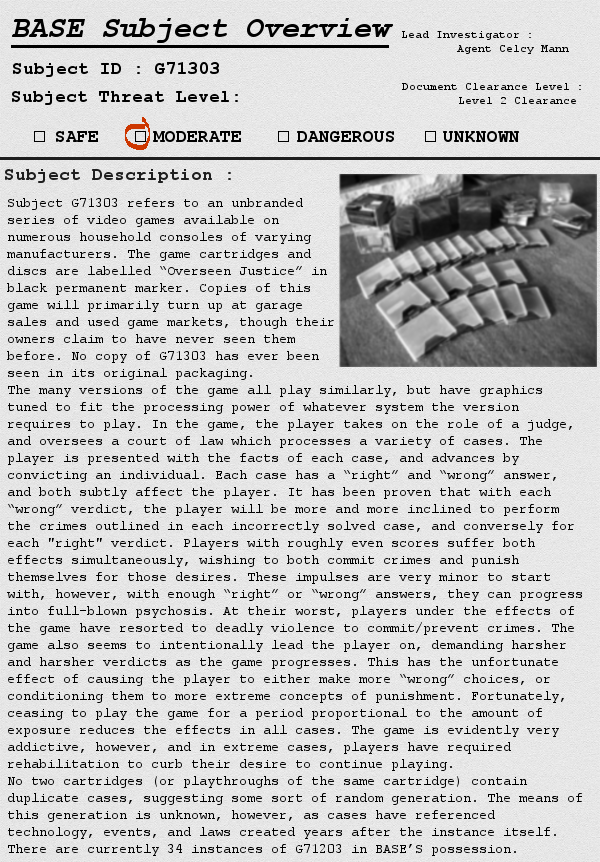 BASE Subject Overview
Lead Investigator :
Agent Celcy Mann
Subject ID : G71303
Document Clearance Level :
Level 2 Clearance
Subject Threat Level:
SAFE MODERATE DANGEROUS UNKNOWN
Subject Description :
Subject G71303 refers to an unbranded
series of video games available on
numerous household consoles of varying
manufacturers. The game cartridges and
discs are labelled “Overseen Justice” in
black permanent marker. Copies of this
game will primarily turn up at garage
sales and used game markets, though their
owners claim to have never seen them
before. No copy of G71303 has ever been
seen in its original packaging.
The many versions of the game all play similarly, but have graphics
tuned to fit the processing power of whatever system the version
requires to play. In the game, the player takes on the role of a judge,
and oversees a court of law which processes a variety of cases. The
player is presented with the facts of each case, and advances by
convicting an individual. Each case has a “right” and “wrong” answer,
and both subtly affect the player. It has been proven that with each
“wrong” verdict, the player will be more and more inclined to perform
the crimes outlined in each incorrectly solved case, and conversely for
each "right" verdict. Players with roughly even scores suffer both
effects simultaneously, wishing to both commit crimes and punish
themselves for those desires. These impulses are very minor to start
with, however, with enough “right” or “wrong” answers, they can progress
into full-blown psychosis. At their worst, players under the effects of
the game have resorted to deadly violence to commit/prevent crimes. The
game also seems to intentionally lead the player on, demanding harsher
and harsher verdicts as the game progresses. This has the unfortunate
effect of causing the player to either make more “wrong” choices, or
conditioning them to more extreme concepts of punishment. Fortunately,
ceasing to play the game for a period proportional to the amount of
exposure reduces the effects in all cases. The game is evidently very
addictive, however, and in extreme cases, players have required
rehabilitation to curb their desire to continue playing.
No two cartridges (or playthroughs of the same cartridge) contain
duplicate cases, suggesting some sort of random generation. The means of
this generation is unknown, however, as cases have referenced
technology, events, and laws created years after the instance itself.
There are currently 34 instances of G71203 in BASE’S possession.